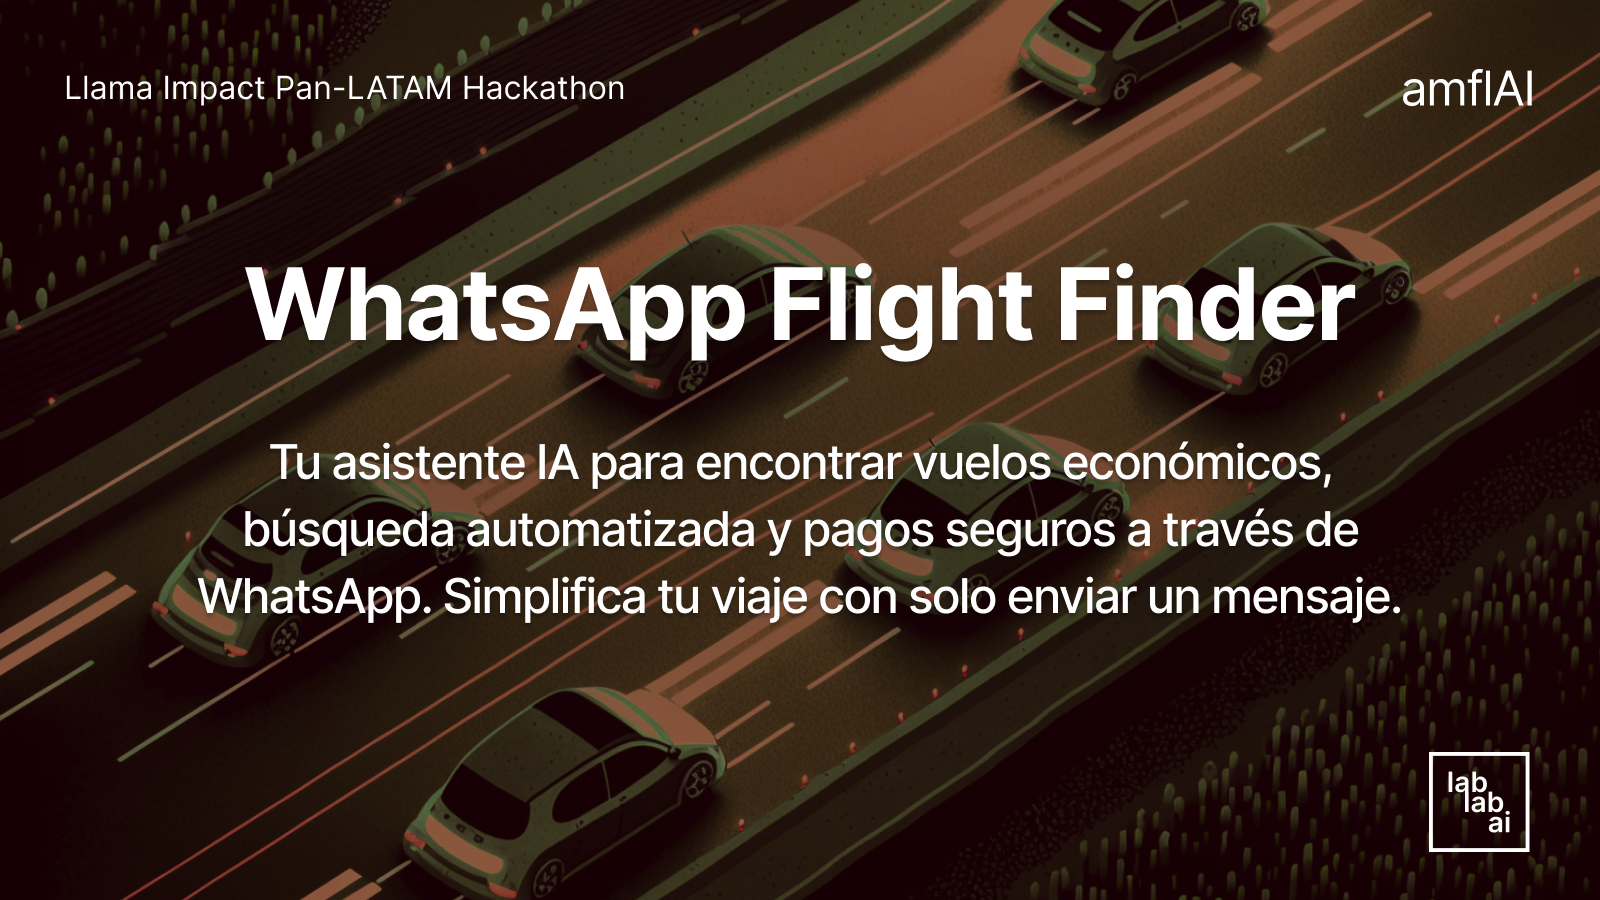 Llama Impact Pan-LATAM Hackathon
amflAI
WhatsApp Flight Finder
Tu asistente IA para encontrar vuelos económicos,
búsqueda automatizada y pagos seguros a través de
WhatsApp. Simplifica tu viaje con solo enviar un mensaje.
lab
lab
ai